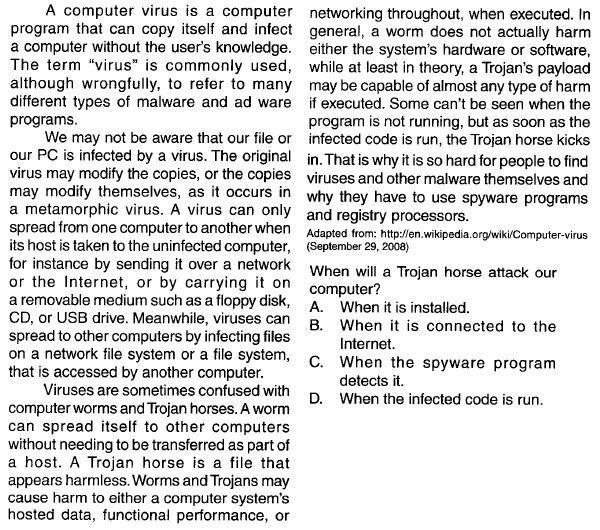 A computer virus is a computer
program that can copy itself and infect
a computer without the user's knowledge.
The term "virus" is commonly used,
although wrongfully, to refer to many
different types of malware and ad ware
programs.
We may not be aware that our file or
our PC is infected by a virus. The original
virus may modify the copies, or the copies
may modify themselves, as it occurs in
a metamorphic virus. A virus can only
spread from one computer to another when
its host is taken to the uninfected computer,
for instance by sending it over a network
or the Internet, or by carrying it on
a removable medium such as a floppy disk,
CD, or USB drive. Meanwhile, viruses can
spread to other computers by infecting files
on a network file system or a file system,
that is accessed by another computer.
Viruses are sometimes confused with
computer worms and Trojan horses. A worm
can spread itself to other computers
without needing to be transferred as part of
a host. A Trojan horse is a file that
appears harmless. Worms and Trojans may
cause harm to either a computer system's
hosted data, functional performance, or
networking throughout, when executed. In
general, a worm does not actually harm
either the system's hardware or software,
while at least in theory, a Trojan's payload
may be capable of almost any type of harm
if executed. Some can't be seen when the
program is not running, but as soon as the
infected code is run, the Trojan horse kicks
in. That is why it is so hard for people to find
viruses and other malware themselves and
why they have to use spyware programs
and registry processors.
Adapted from: http://en.wikipedia.org/wiki/Computer-virus
(September 29, 2008)
When will a Trojan horse attack our
computer?
A. When it is installed.
B. When it is connected to the
Internet.
C. When the spyware program
detects it.
D. When the infected code is run.